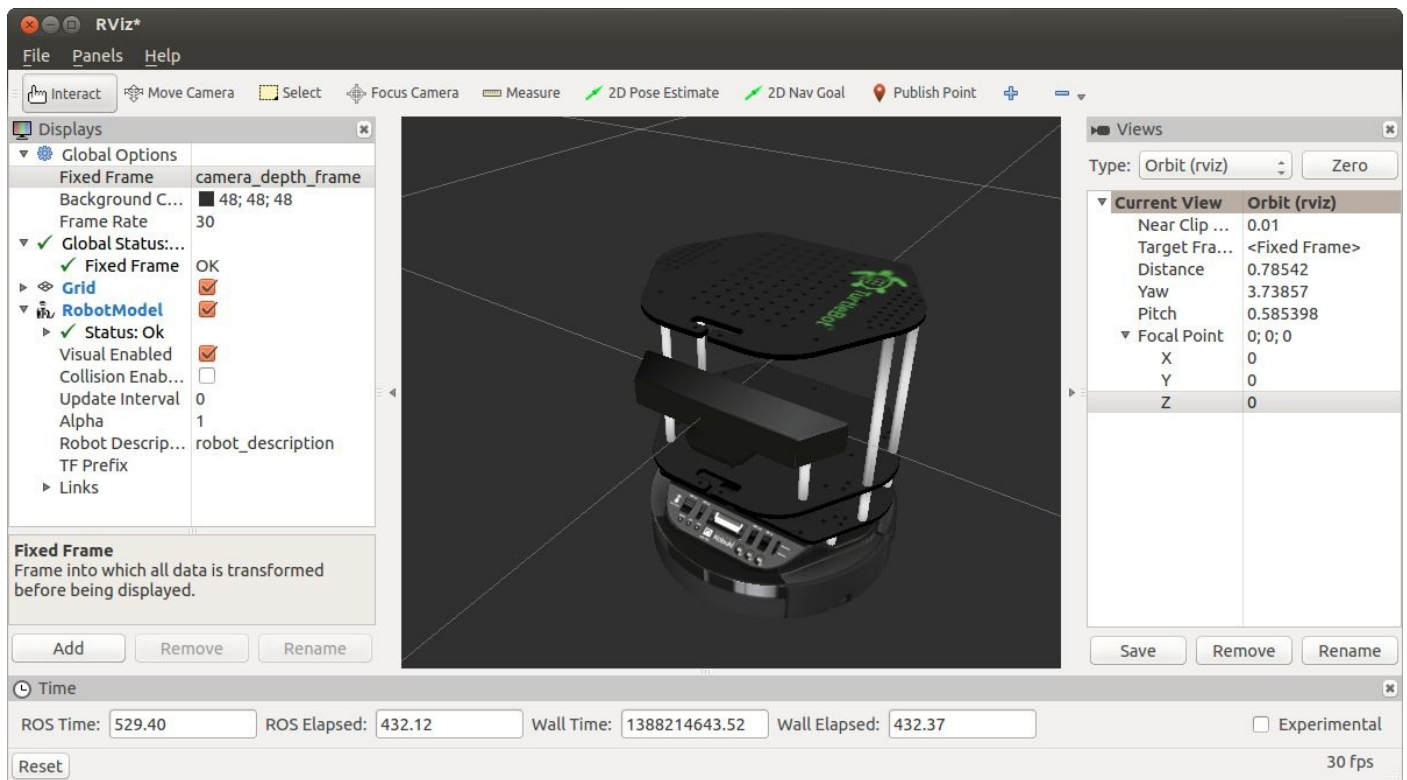 RViz*
File Panels Help
Interact Move Camera Select Focus Camera Measure 2D Pose Estimate 2D Nav Goal Publish Point
Displays
Global Options
Fixed Frame camera_depth_frame
Background C... 48; 48; 48
Frame Rate 30
Global Status:...
Fixed Frame OK
Grid
RobotModel
Status: Ok
Visual Enabled
Collision Enab...
Update Interval 0
Alpha 1
Robot Descrip... robot_description
TF Prefix
Links
Fixed Frame
Frame into which all data is transformed
before being displayed.
Add Remove Rename
TurtleBot
Kobuki
Views
Type: Orbit (rviz) Zero
Current View Orbit (rviz)
Near Clip ... 0.01
Target Fra... <Fixed Frame>
Distance 0.78542
Yaw 3.73857
Pitch 0.585398
Focal Point 0; 0; 0
X 0
Y 0
Z 0
Save Remove Rename
Time
ROS Time: 529.40 ROS Elapsed: 432.12 Wall Time: 1388214643.52 Wall Elapsed: 432.37 Experimental
Reset 30 fps